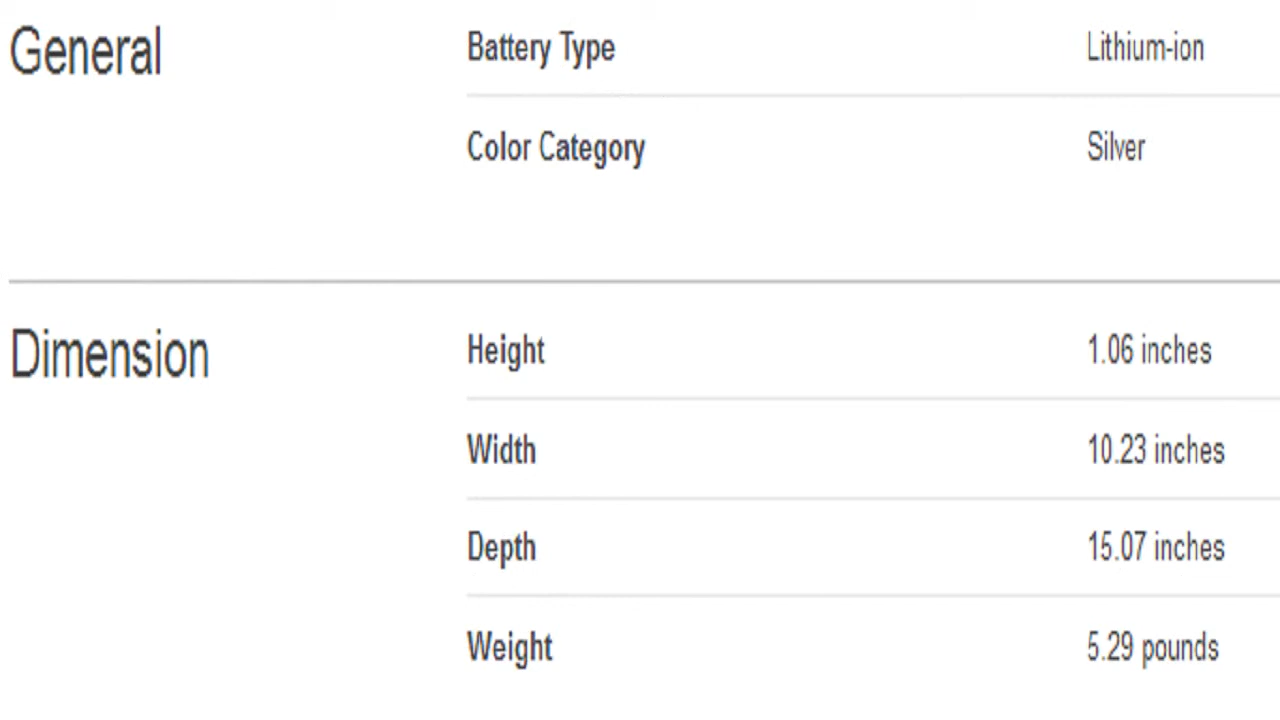 General Battery Type Lithium-ion
Color Category Silver
Dimension Height 1.06 inches
Width 10.23 inches
Depth 15.07 inches
Weight 5.29 pounds